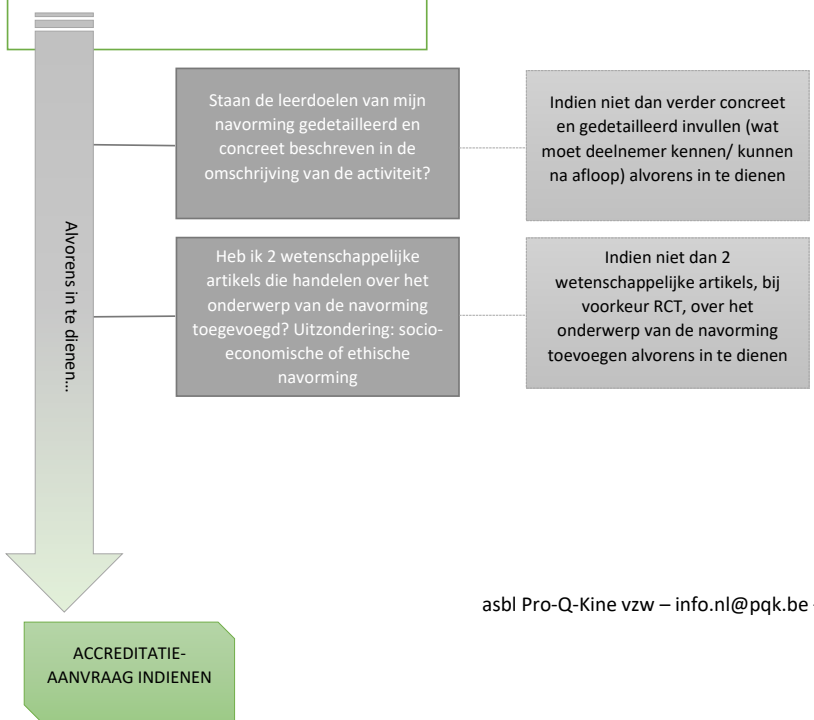 Staan de leerdoelen van mijn
navorming gedetailleerd en
concreet beschreven in de
omschrijving van de activiteit?
Indien niet dan verder concreet
en gedetailleerd invullen (wat
moet deelnemer kennen/ kunnen
na afloop) alvorens in te dienen
Alvorens in te dienen...
Heb ik 2 wetenschappelijke
artikels die handelen over het
onderwerp van de navorming
toegevoegd? Uitzondering: socio-
economische of ethische
navorming
Indien niet dan 2
wetenschappelijke artikels, bij
voorkeur RCT, over het
onderwerp van de navorming
toevoegen alvorens in te dienen
asbl Pro-Q-Kine vzw – info.nl@pqk.be
ACCREDITATIE-
AANVRAAG INDIENEN